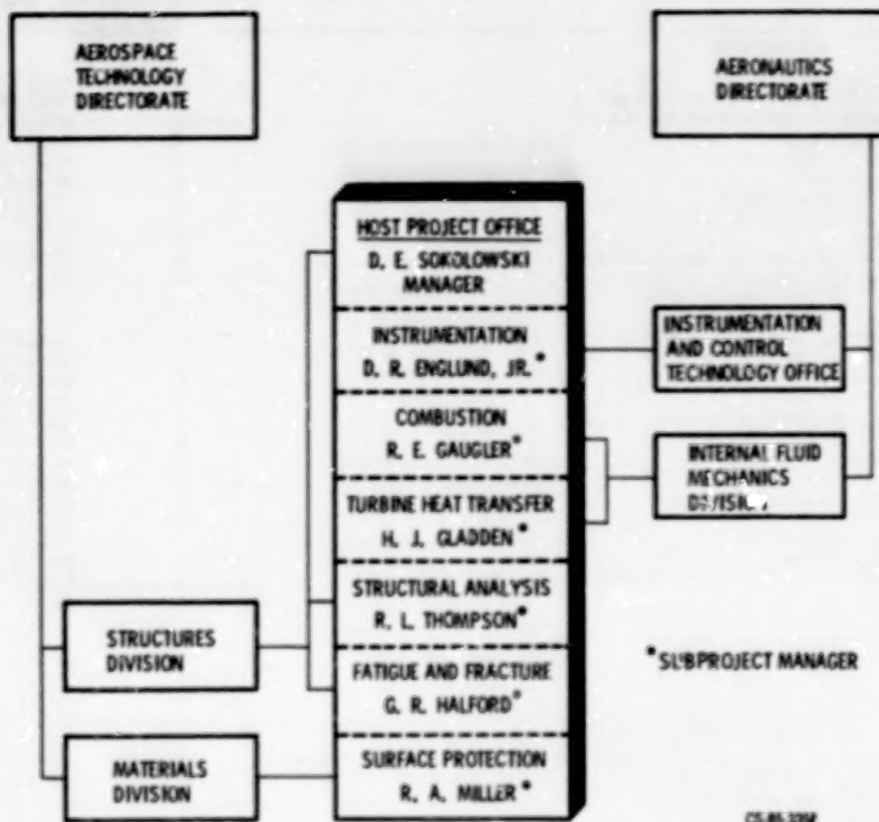 AEROSPACE
TECHNOLOGY
DIRECTORATE
AERONAUTICS
DIRECTORATE
HOST PROJECT OFFICE
D. E. SOKOLOWSKI
MANAGER
INSTRUMENTATION
D. R. ENGLUND, JR. *
COMBUSTION
R. E. GAUGLER *
TURBINE HEAT TRANSFER
H. J. GLADDEN *
STRUCTURAL ANALYSIS
R. L. THOMPSON *
FATIGUE AND FRACTURE
G. R. HALFORD *
SURFACE PROTECTION
R. A. MILLER *
INSTRUMENTATION
AND CONTROL
TECHNOLOGY OFFICE
INTERNAL FLUID
MECHANICS
DIVISION
STRUCTURES
DIVISION
MATERIALS
DIVISION
* SUBPROJECT MANAGER